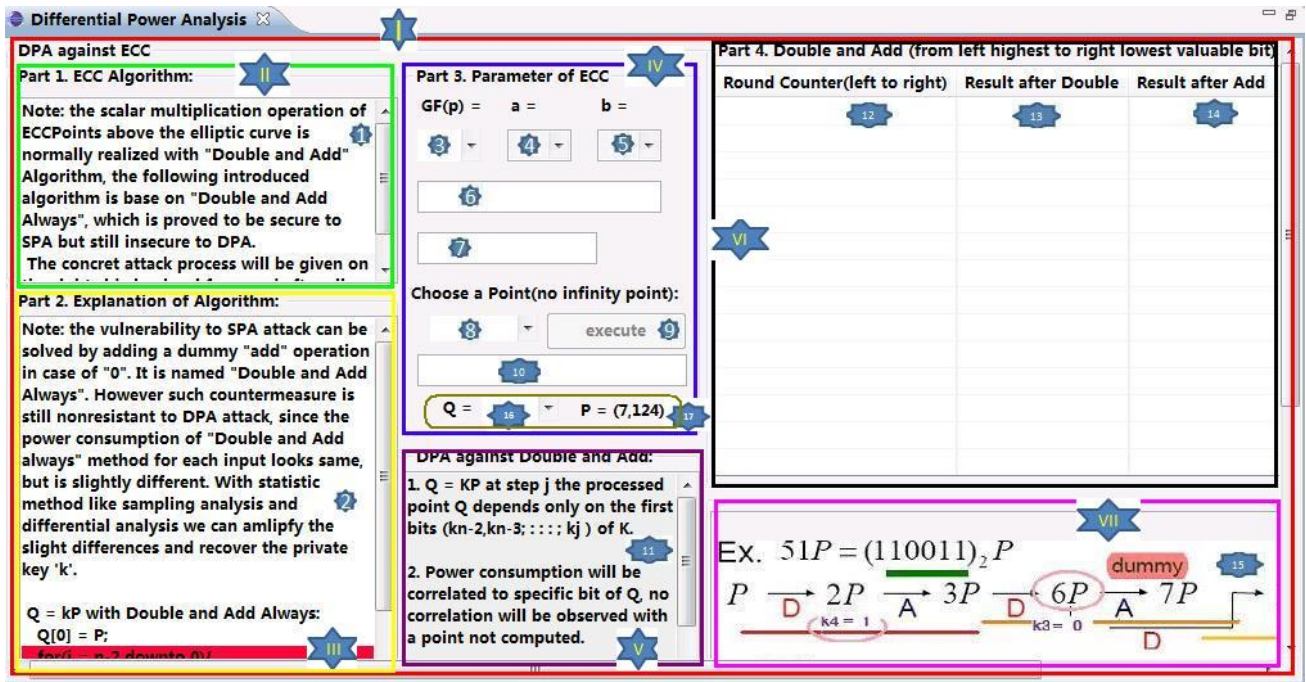 Differential Power Analysis
I
DPA against ECC
Part 1. ECC Algorithm:
II
Note: the scalar multiplication operation of
ECCPoints above the elliptic curve is
1
normally realized with "Double and Add"
Algorithm, the following introduced
algorithm is base on "Double and Add
Always", which is proved to be secure to
SPA but still insecure to DPA.
The concret attack process will be given on
Part 2. Explanation of Algorithm:
Note: the vulnerability to SPA attack can be
solved by adding a dummy "add" operation
in case of "0". It is named "Double and Add
Always". However such countermeasure is
still nonresistant to DPA attack, since the
power consumption of "Double and Add
always" method for each input looks same,
but is slightly different. With statistic
method like sampling analysis and
2
differential analysis we can amlipfy the
slight differences and recover the private
key 'k'.
Q = kP with Double and Add Always:
Q[0] = P;
for(i = n-2 downto 0){
III
IV
Part 3. Parameter of ECC
GF(p) = a = b =
3 4 5
6
7
Choose a Point(no infinity point):
8 execute 9
10
Q = 16 P = (7,124) 17
DPA against Double and Add:
1. Q = KP at step j the processed
point Q depends only on the first
bits (kn-2,kn-3; : : : ; kj ) of K.
11
2. Power consumption will be
correlated to specific bit of Q, no
correlation will be observed with
a point not computed.
V
Part 4. Double and Add (from left highest to right lowest valuable bit)
Round Counter(left to right) Result after Double Result after Add
12 13 14
VI
VII
Ex. 51P = (110011)₂P
dummy 15
P D 2P A 3P D 6P A 7P
k4 = 1 k3= 0
D